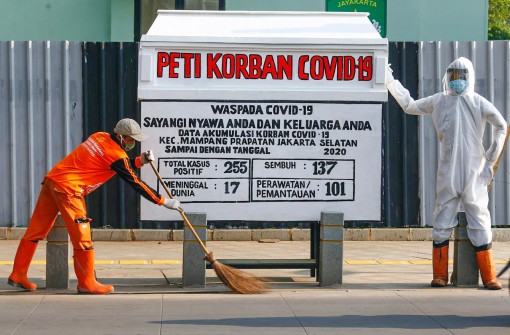 JAYAKARTA
PETI KORBAN COVID-19
WASPADA COVID-19
SAYANGI NYAWA ANDA DAN KELUARGA ANDA
DATA AKUMULASI KORBAN COVID-19
KEC. MAMPANG PRAPATAN JAKARTA SELATAN
SAMPAI DENGAN TANGGAL 2020
TOTAL KASUS POSITIF : 255
SEMBUH : 137
MENINGGAL DUNIA : 17
PERAWATAN/PEMANTAUAN : 101